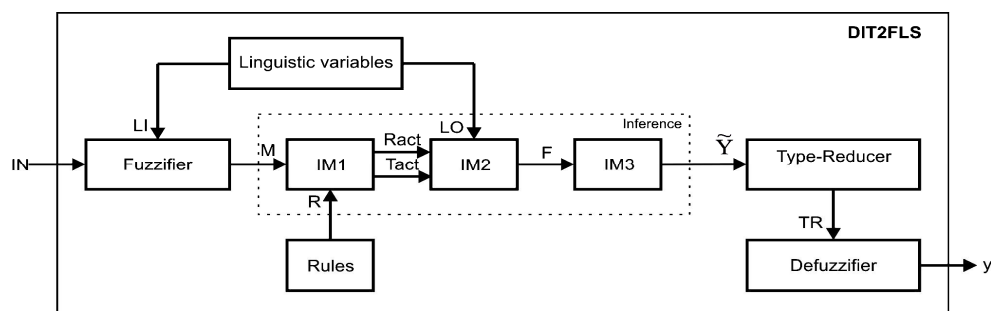 DIT2FLS
Linguistic variables
LI
LO
Inference
IN
Fuzzifier
M
IM1
Ract
Tact
IM2
F
IM3
Ỹ
Type-Reducer
R
TR
Rules
Defuzzifier
y